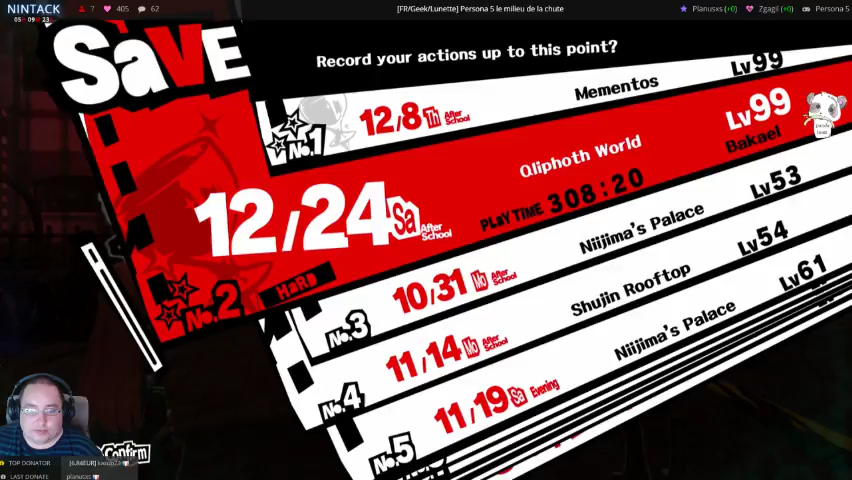 NINTACK
05 09 23
7
405
62
[FR/Geek/Lunette] Persona 5 le milieu de la chute
Planusxs (+0)
Zgagil (+0)
Persona 5
SaVE
Record your actions up to this point?
No.1
12/8 Th After School
Mementos
Lv99
No.2
12/24 Sa After School
HaRD
Qliphoth World
PLaY TIME 308:20
Lv99
Bakael
No.3
10/31 Mo After School
Niijima's Palace
Lv53
No.4
11/14 Mo After School
Shujin Rooftop
Lv54
No.5
11/19 Sa Evening
Niijima's Palace
Lv61
Confirm
TOP DONATOR
LAST DONATE
planusxs